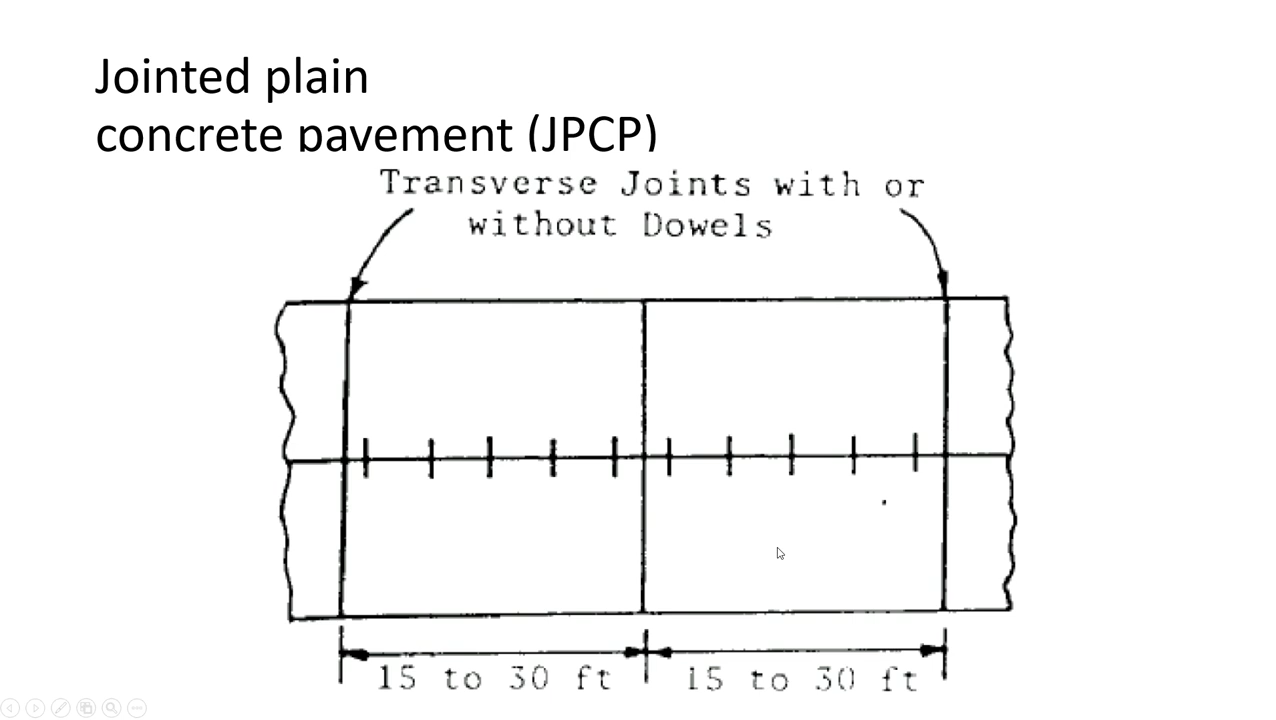 Jointed plain
concrete pavement (JPCP)
Transverse Joints with or
without Dowels
15 to 30 ft
15 to 30 ft